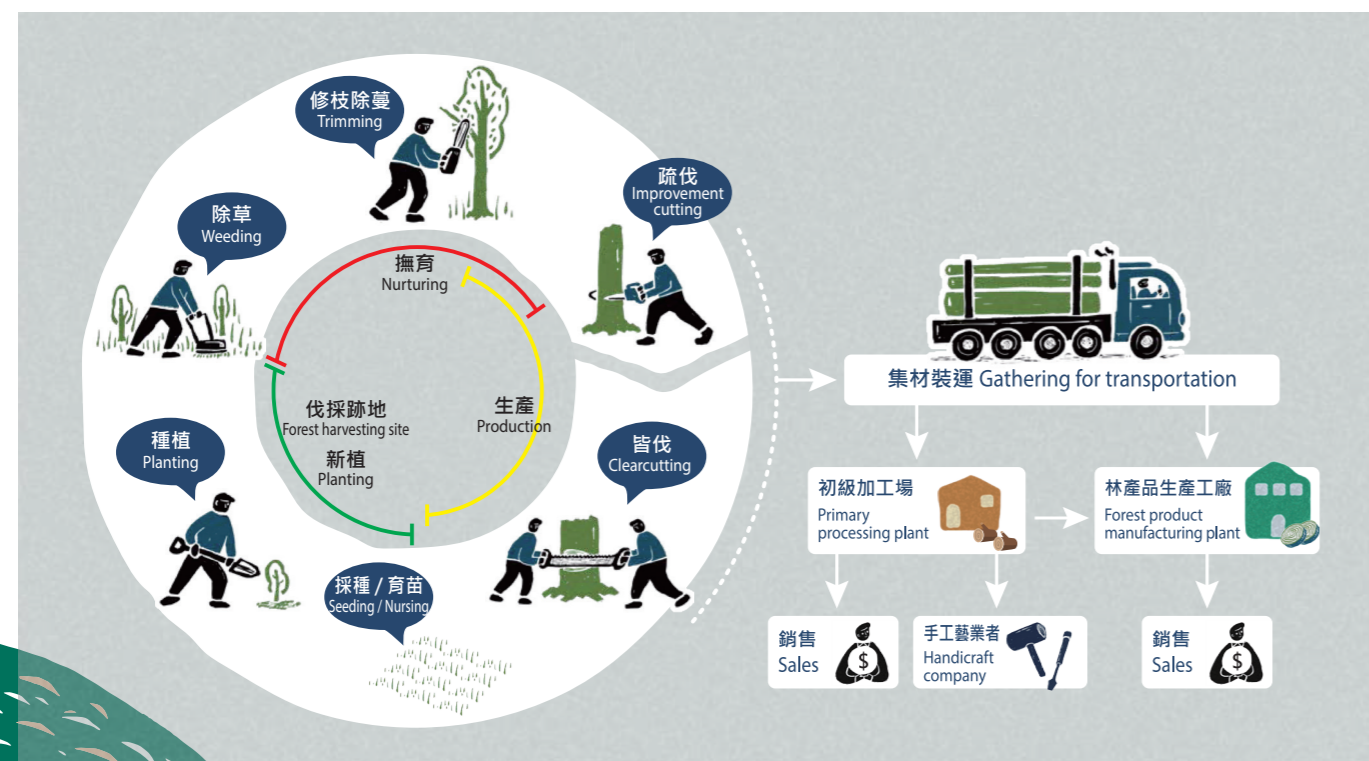 修枝除蔓
Trimming
疏伐
Improvement
cutting
除草
Weeding
撫育
Nurturing
伐採跡地
Forest harvesting site
新植
Planting
生產
Production
種植
Planting
皆伐
Clearcutting
採種 / 育苗
Seeding / Nursing
集材裝運 Gathering for transportation
初級加工場
Primary
processing plant
林產品生產工廠
Forest product
manufacturing plant
銷售
Sales
$
手工藝業者
Handicraft
company
銷售
Sales
$